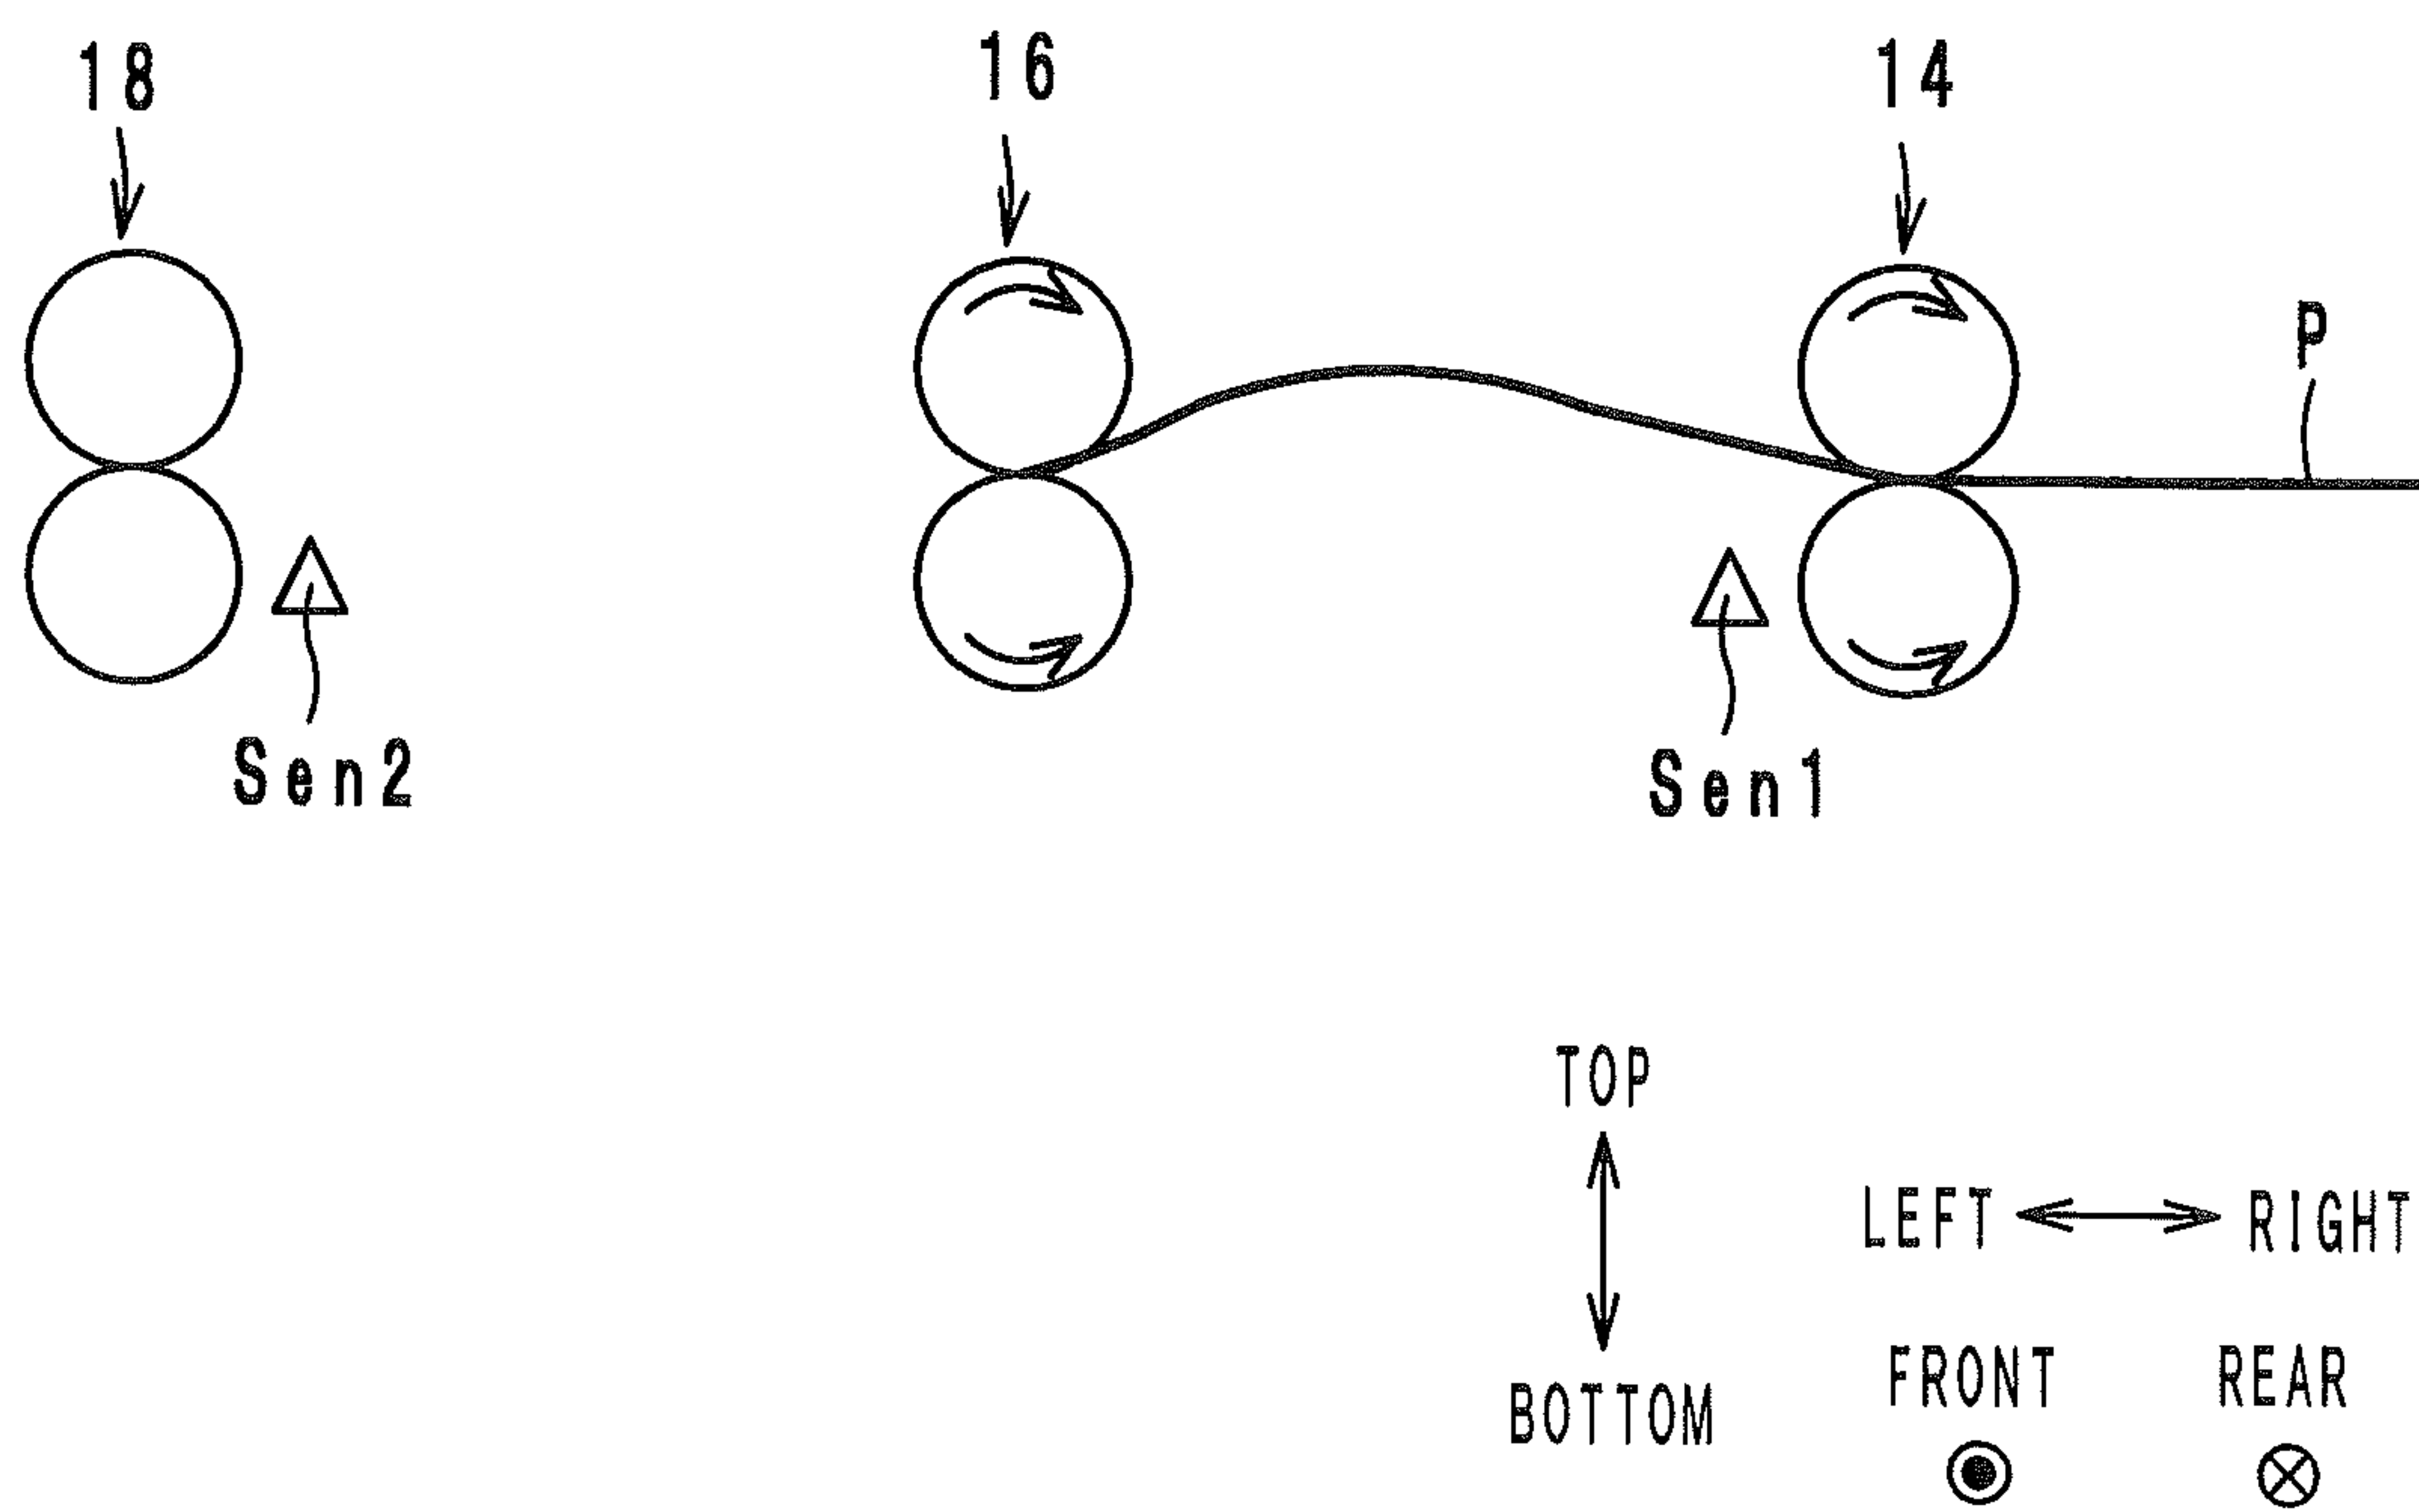 18
16
14
P
Sen2
Sen1
TOP
LEFT
RIGHT
BOTTOM
FRONT
REAR